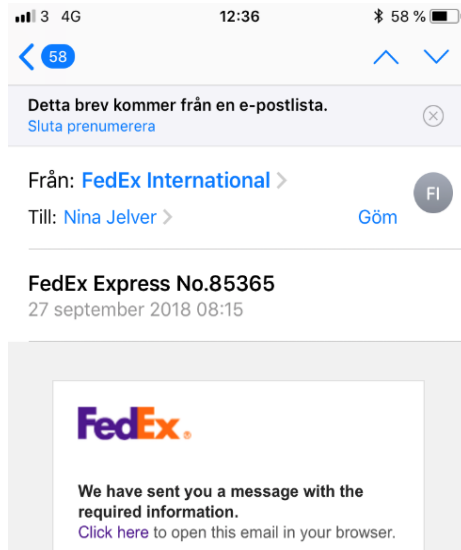 3 4G 12:36 58 %
58
Detta brev kommer från en e-postlista.
Sluta prenumerera
Från: FedEx International
FI
Till: Nina Jelver Göm
FedEx Express No.85365
27 september 2018 08:15
FedEx®
We have sent you a message with the
required information.
Click here to open this email in your browser.